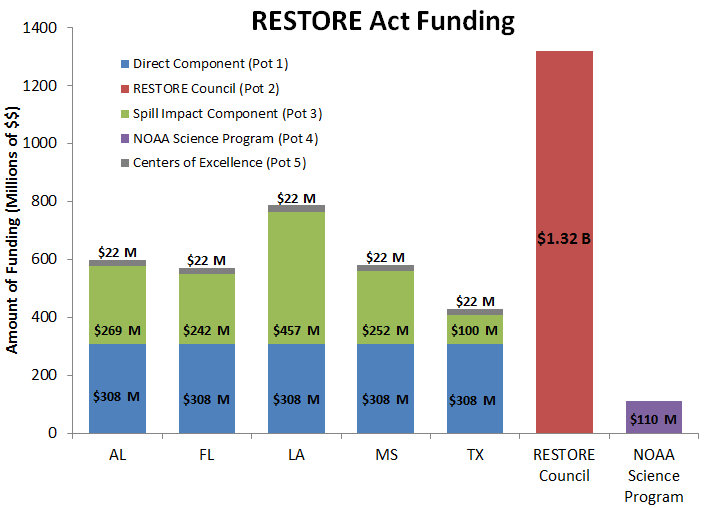 RESTORE Act Funding
Amount of Funding (Millions of $$)
1400
1200
1000
800
600
400
200
0
Direct Component (Pot 1)
RESTORE Council (Pot 2)
Spill Impact Component (Pot 3)
NOAA Science Program (Pot 4)
Centers of Excellence (Pot 5)
$22 M
$22 M
$22 M
$22 M
$22 M
$269 M
$242 M
$457 M
$252 M
$100 M
$308 M
$308 M
$308 M
$308 M
$308 M
$1.32 B
$110 M
AL
FL
LA
MS
TX
RESTORE
Council
NOAA
Science
Program